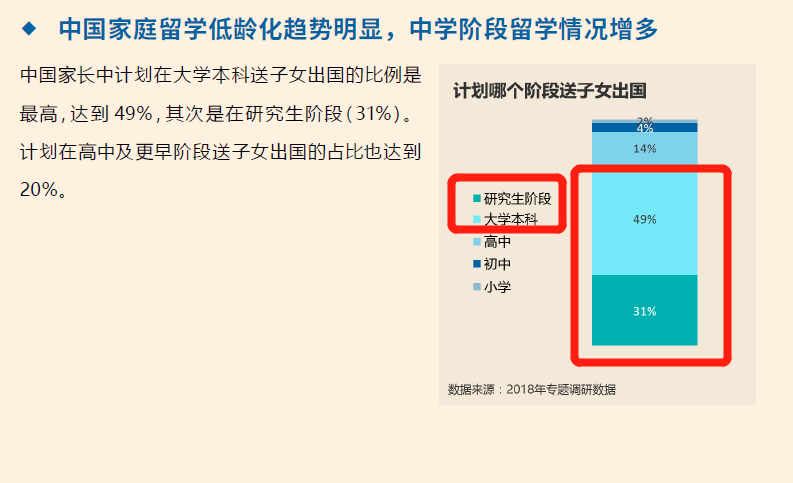 中国家庭留学低龄化趋势明显，中学阶段留学情况增多
中国家长中计划在大学本科送子女出国的比例是
最高，达到 49%，其次是在研究生阶段（31%）。
计划在高中及更早阶段送子女出国的占比也达到
20%。
计划哪个阶段送子女出国
2%
4%
14%
49%
31%
研究生阶段
大学本科
高中
初中
小学
数据来源：2018年专题调研数据